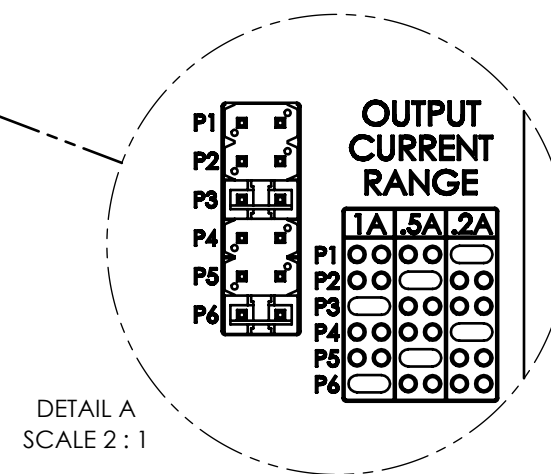 P1
P2
P3
P4
P5
P6
OUTPUT
CURRENT
RANGE
1A .5A .2A
P1
P2
P3
P4
P5
P6
DETAIL A
SCALE 2 : 1